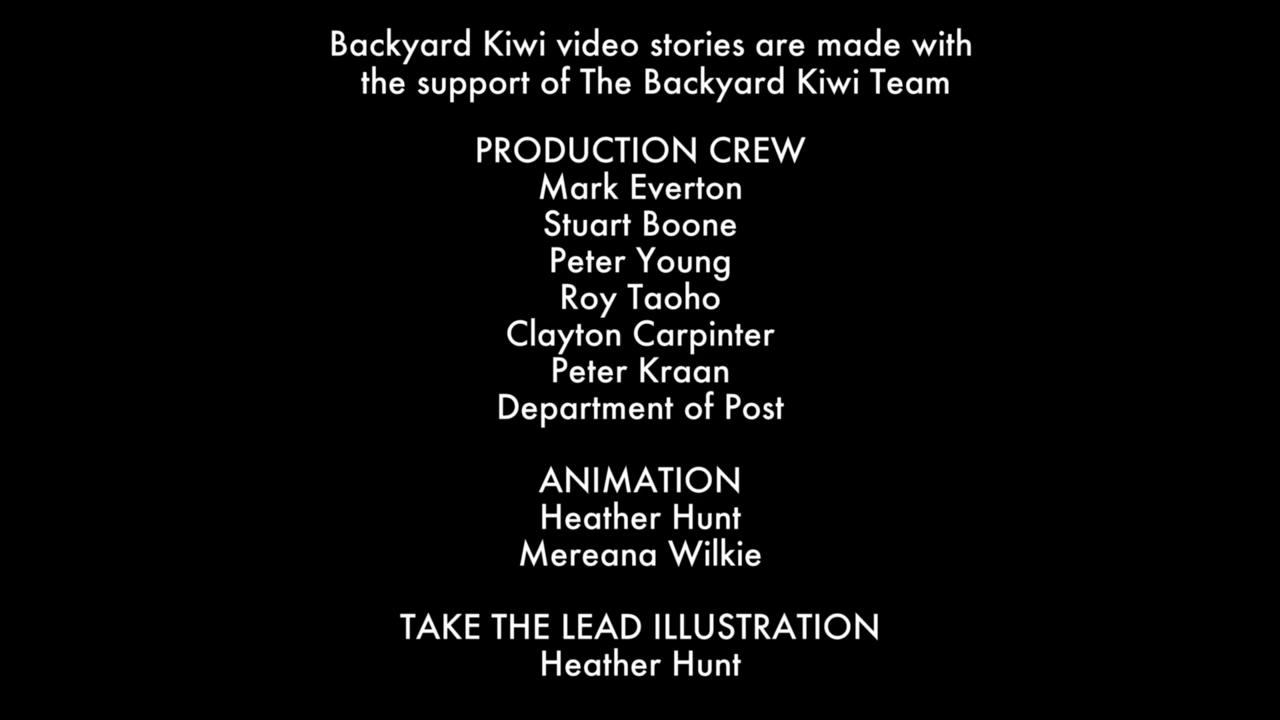 Backyard Kiwi video stories are made with
the support of The Backyard Kiwi Team
PRODUCTION CREW
Mark Everton
Stuart Boone
Peter Young
Roy Taoho
Clayton Carpinter
Peter Kraan
Department of Post
ANIMATION
Heather Hunt
Mereana Wilkie
TAKE THE LEAD ILLUSTRATION
Heather Hunt